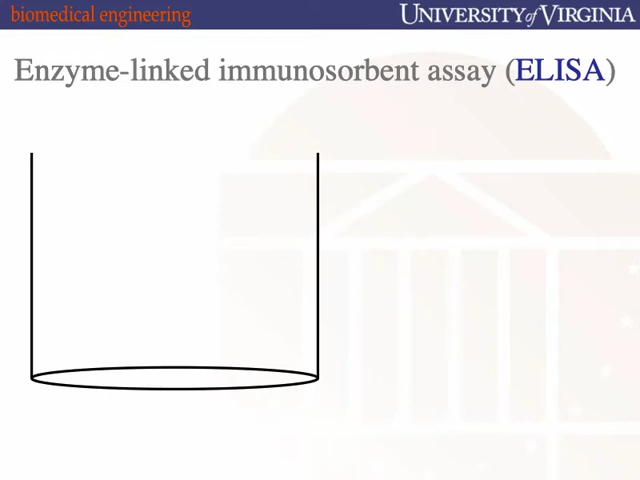 biomedical engineering
UNIVERSITY of VIRGINIA
Enzyme-linked immunosorbent assay (ELISA)